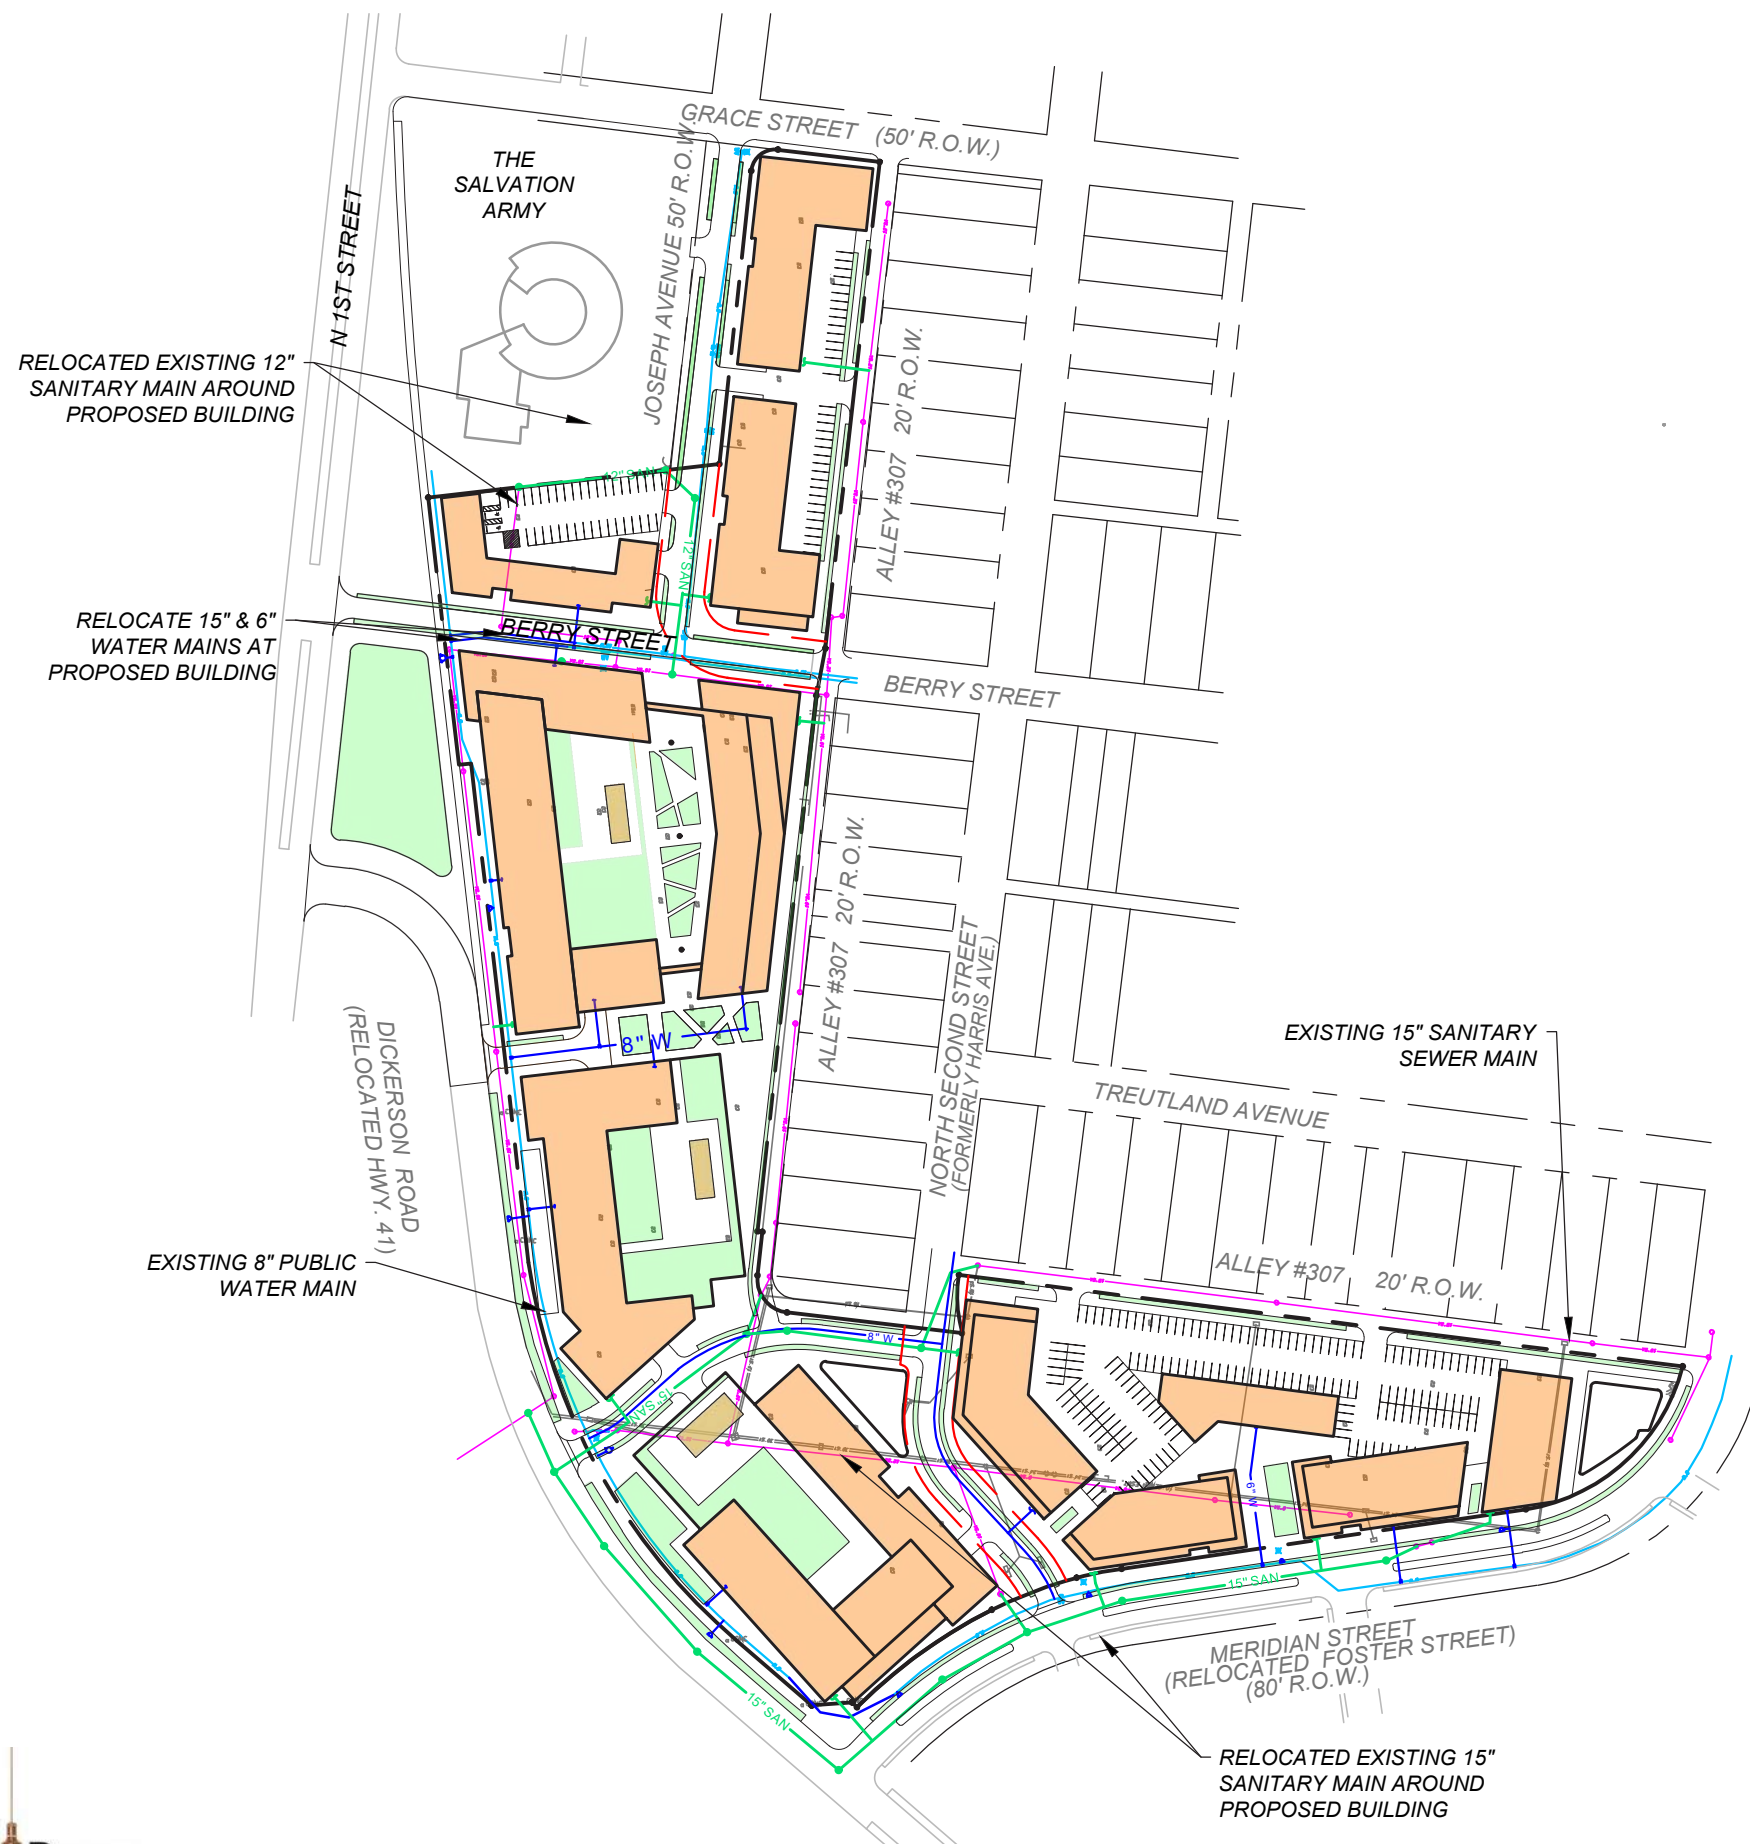 GRACE STREET (50' R.O.W.)
THE
SALVATION
ARMY
JOSEPH AVENUE 50' R.O.W.
N 1ST STREET
RELOCATED EXISTING 12"
SANITARY MAIN AROUND
PROPOSED BUILDING
ALLEY #307 20' R.O.W.
12" SAN
12" SAN
RELOCATE 15" & 6"
WATER MAINS AT
PROPOSED BUILDING
BERRY STREET
BERRY STREET
ALLEY #307 20' R.O.W.
NORTH SECOND STREET
(FORMERLY HARRIS AVE.)
8" W
DICKERSON ROAD
(RELOCATED HWY. 41)
EXISTING 15" SANITARY
SEWER MAIN
TREUTLAND AVENUE
EXISTING 8" PUBLIC
WATER MAIN
ALLEY #307 20' R.O.W.
8" W
15" SAN
6" W
15" SAN
15" SAN
MERIDIAN STREET
(RELOCATED FOSTER STREET)
(80' R.O.W.)
RELOCATED EXISTING 15"
SANITARY MAIN AROUND
PROPOSED BUILDING